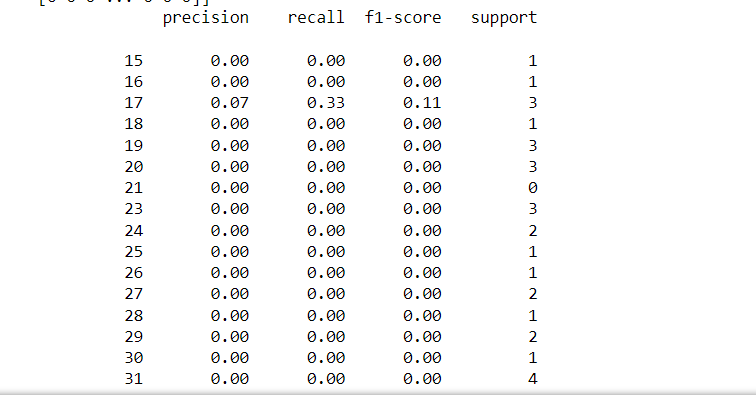 precision recall f1-score support
15 0.00 0.00 0.00 1
16 0.00 0.00 0.00 1
17 0.07 0.33 0.11 3
18 0.00 0.00 0.00 1
19 0.00 0.00 0.00 3
20 0.00 0.00 0.00 3
21 0.00 0.00 0.00 0
23 0.00 0.00 0.00 3
24 0.00 0.00 0.00 2
25 0.00 0.00 0.00 1
26 0.00 0.00 0.00 1
27 0.00 0.00 0.00 2
28 0.00 0.00 0.00 1
29 0.00 0.00 0.00 2
30 0.00 0.00 0.00 1
31 0.00 0.00 0.00 4